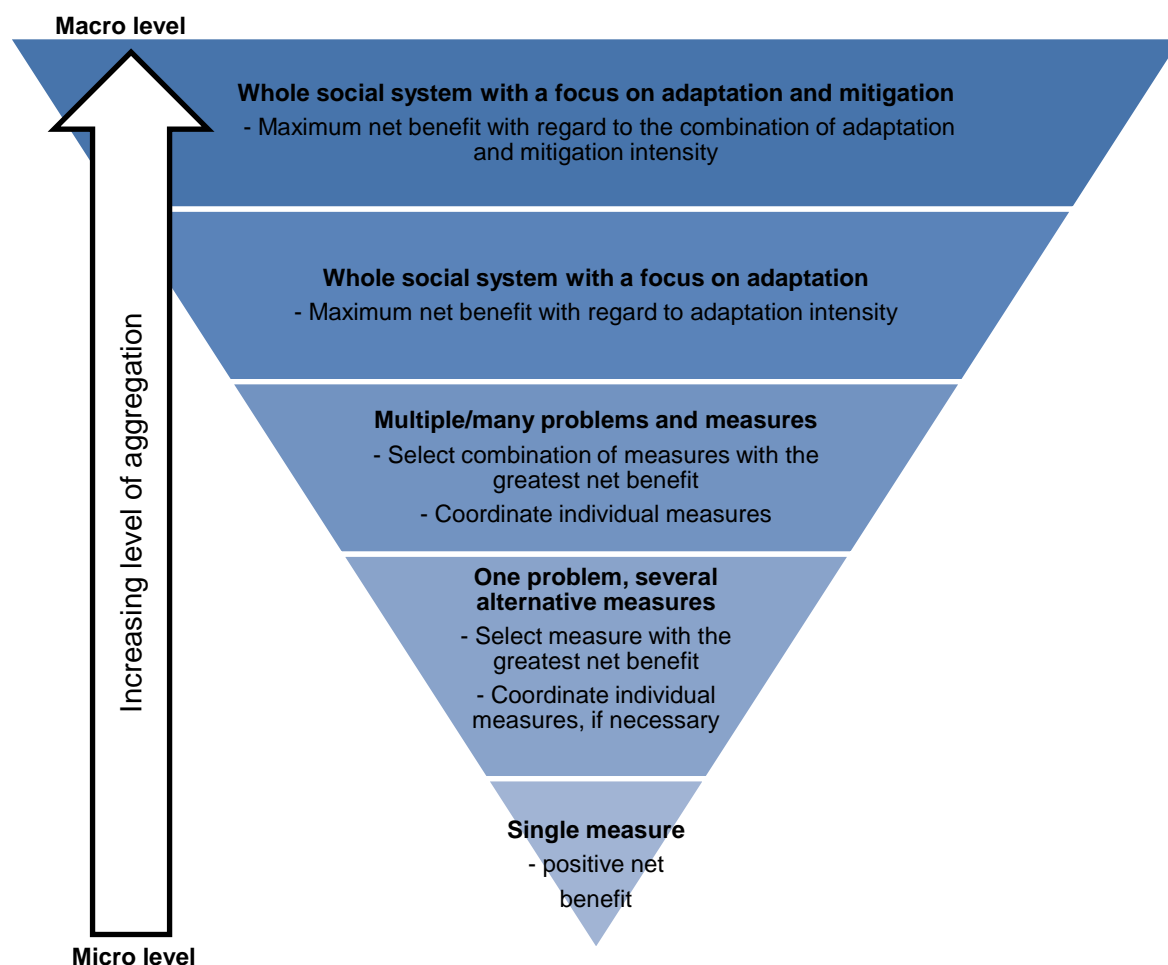 Macro level
Whole social system with a focus on adaptation and mitigation
- Maximum net benefit with regard to the combination of adaptation
and mitigation intensity
Whole social system with a focus on adaptation
- Maximum net benefit with regard to adaptation intensity
Multiple/many problems and measures
- Select combination of measures with the
greatest net benefit
- Coordinate individual measures
One problem, several
alternative measures
- Select measure with the
greatest net benefit
- Coordinate individual
measures, if necessary
Single measure
- positive net
benefit
Increasing level of aggregation
Micro level